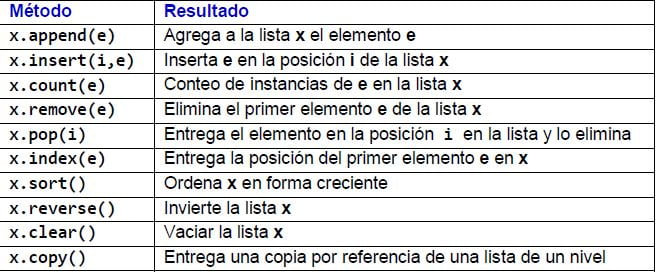 Método Resultado
x.append(e) Agrega a la lista x el elemento e
x.insert(i,e) Inserta e en la posición i de la lista x
x.count(e) Conteo de instancias de e en la lista x
x.remove(e) Elimina el primer elemento e de la lista x
x.pop(i) Entrega el elemento en la posición i en la lista y lo elimina
x.index(e) Entrega la posición del primer elemento e en x
x.sort() Ordena x en forma creciente
x.reverse() Invierte la lista x
x.clear() Vaciar la lista x
x.copy() Entrega una copia por referencia de una lista de un nivel